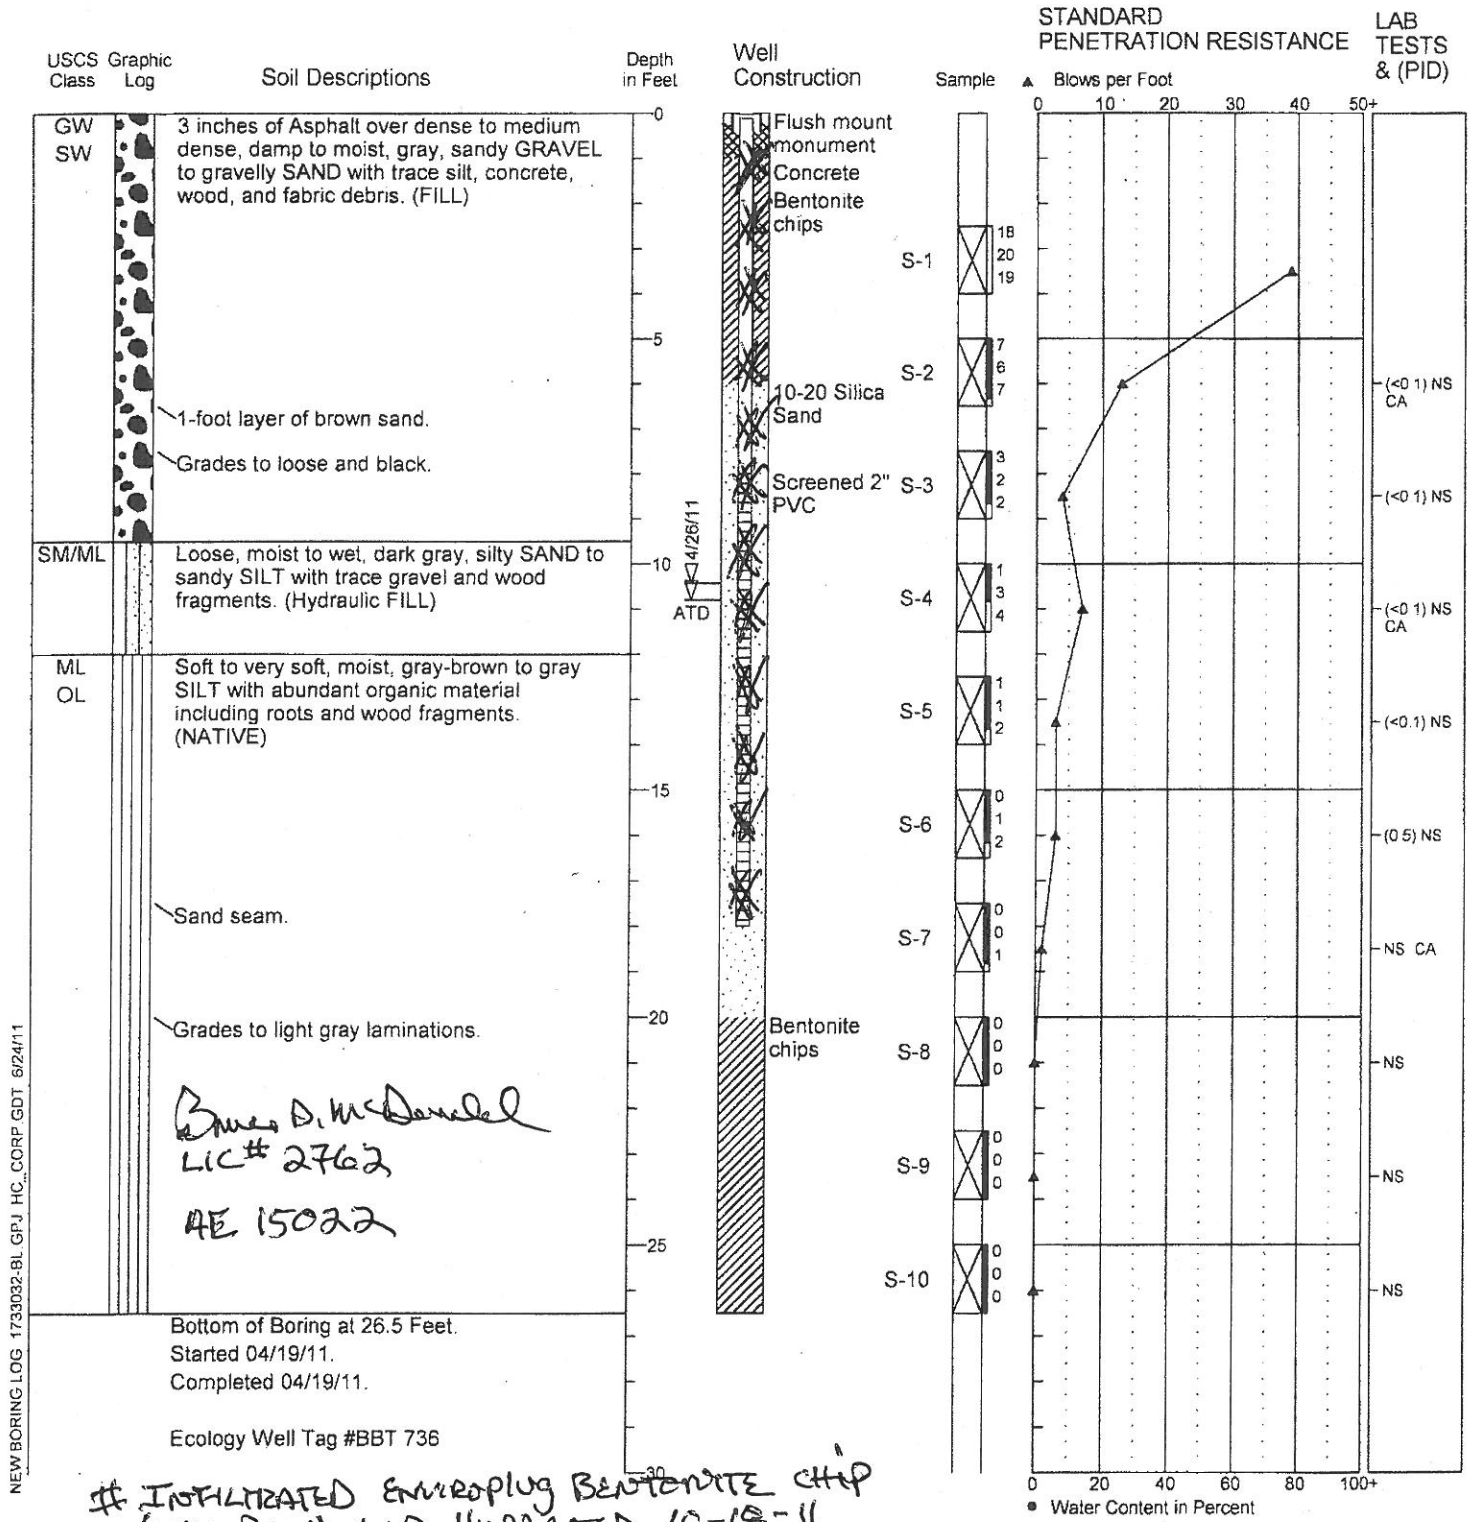 STANDARD
PENETRATION RESISTANCE
LAB
TESTS
& (PID)
USCS Graphic
Class Log
Soil Descriptions
Depth
in Feet
Well
Construction
Sample
▲ Blows per Foot
0 10 20 30 40 50+
GW
SW
3 inches of Asphalt over dense to medium
dense, damp to moist, gray, sandy GRAVEL
to gravelly SAND with trace silt, concrete,
wood, and fabric debris. (FILL)
1-foot layer of brown sand.
Grades to loose and black.
SM/ML
Loose, moist to wet, dark gray, silty SAND to
sandy SILT with trace gravel and wood
fragments. (Hydraulic FILL)
ML
OL
Soft to very soft, moist, gray-brown to gray
SILT with abundant organic material
including roots and wood fragments.
(NATIVE)
Sand seam.
Grades to light gray laminations.
Bruce D. McDonald
LIC# 2762
AE 15022
Bottom of Boring at 26.5 Feet.
Started 04/19/11.
Completed 04/19/11.
Ecology Well Tag #BBT 736
0
5
10
15
20
25
30
4/26/11
ATD
Flush mount
monument
Concrete
Bentonite
chips
10-20 Silica
Sand
Screened 2"
PVC
Bentonite
chips
S-1
18
20
19
S-2
7
6
7
S-3
3
2
2
S-4
1
3
4
S-5
1
1
2
S-6
0
1
2
S-7
0
0
1
S-8
0
0
0
S-9
0
0
0
S-10
0
0
0
(<0 1) NS
CA
(<0 1) NS
(<0 1) NS
CA
(<0.1) NS
(0 5) NS
NS CA
NS
NS
NS
0 20 40 60 80 100+
● Water Content in Percent
NEW BORING LOG 1733032-BL.GPJ HC_CORP.GDT 6/24/11
# INFILTRATED ENVIROPLUG BENTONITE CHIP
HYDRATED 10-18-11